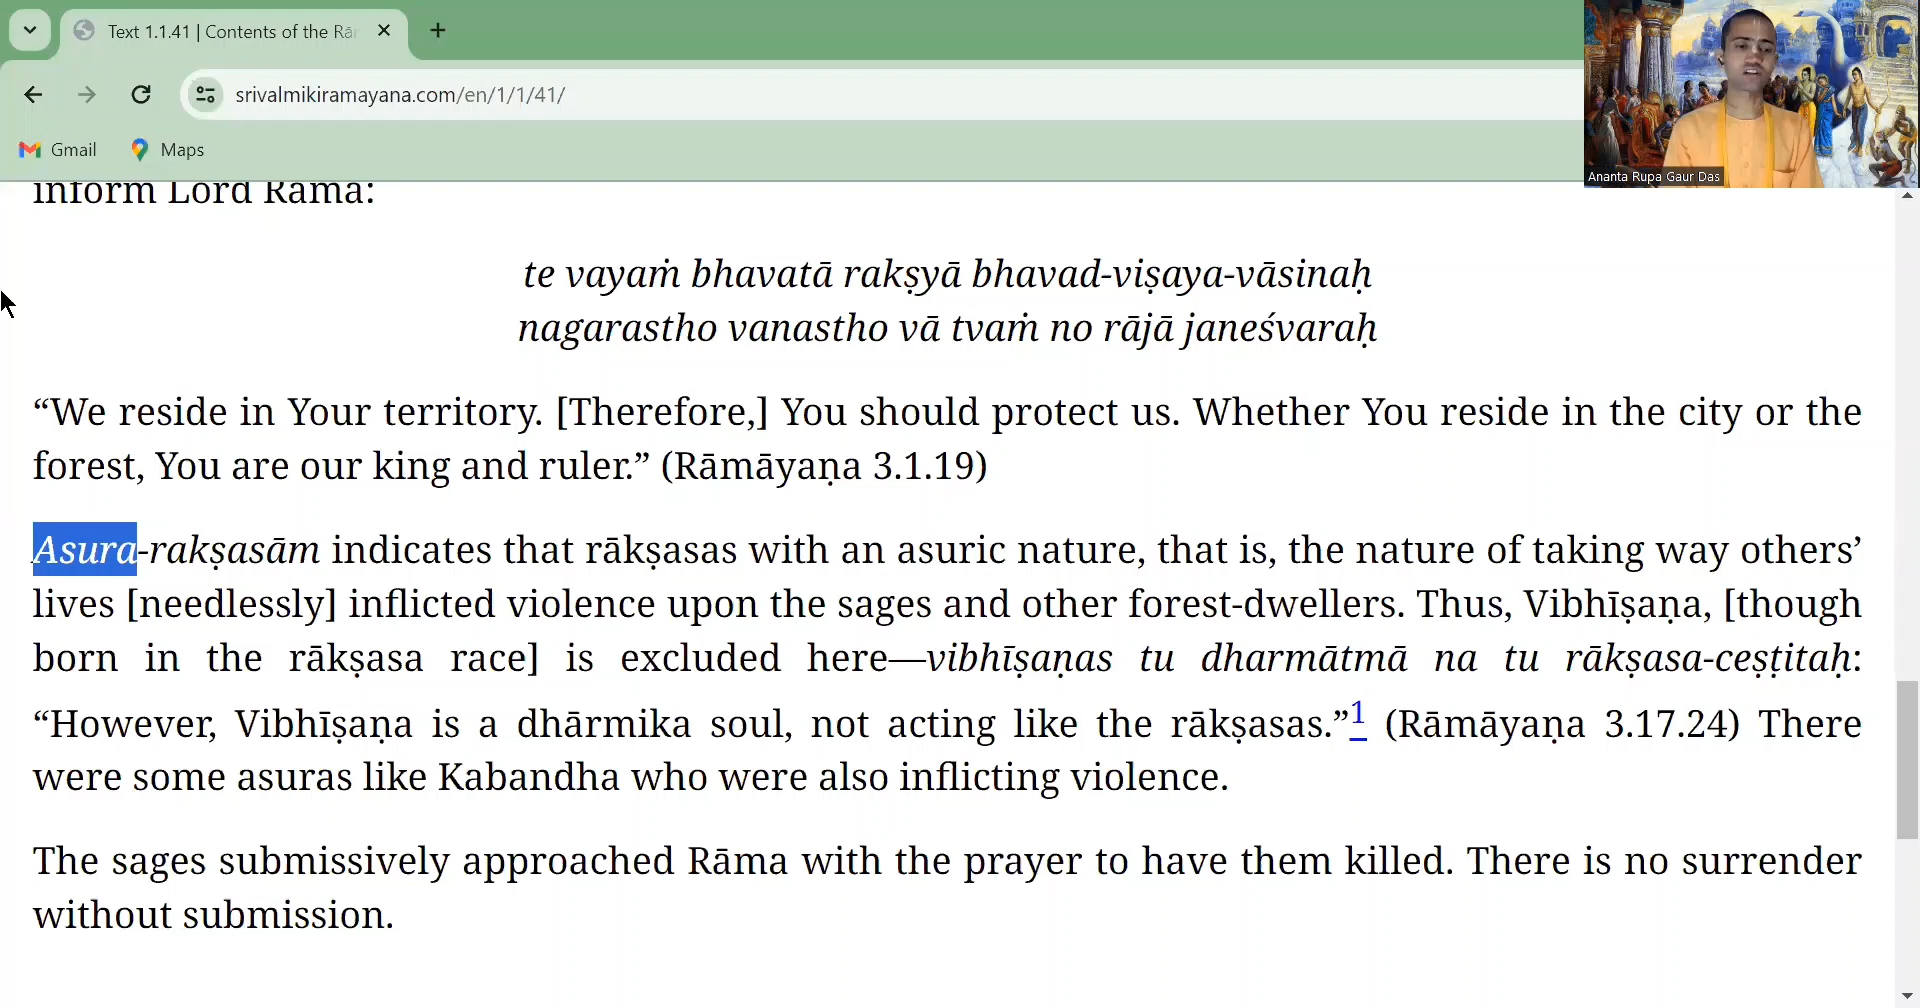 Text 1.1.41 | Contents of the Rā
srivalmikiramayana.com/en/1/1/41/
Gmail
Maps
Ananta Rupa Gaur Das
inform Lord Rāma:
te vayaṁ bhavatā rakṣyā bhavad-viṣaya-vāsinaḥ
nagarastho vanastho vā tvaṁ no rājā janeśvaraḥ
“We reside in Your territory. [Therefore,] You should protect us. Whether You reside in the city or the
forest, You are our king and ruler.” (Rāmāyaṇa 3.1.19)
Asura-rakṣasām indicates that rākṣasas with an asuric nature, that is, the nature of taking way others’
lives [needlessly] inflicted violence upon the sages and other forest-dwellers. Thus, Vibhīṣaṇa, [though
born in the rākṣasa race] is excluded here—vibhīṣaṇas tu dharmātmā na tu rākṣasa-ceṣṭitaḥ:
“However, Vibhīṣaṇa is a dhārmika soul, not acting like the rākṣasas.”1 (Rāmāyaṇa 3.17.24) There
were some asuras like Kabandha who were also inflicting violence.
The sages submissively approached Rāma with the prayer to have them killed. There is no surrender
without submission.